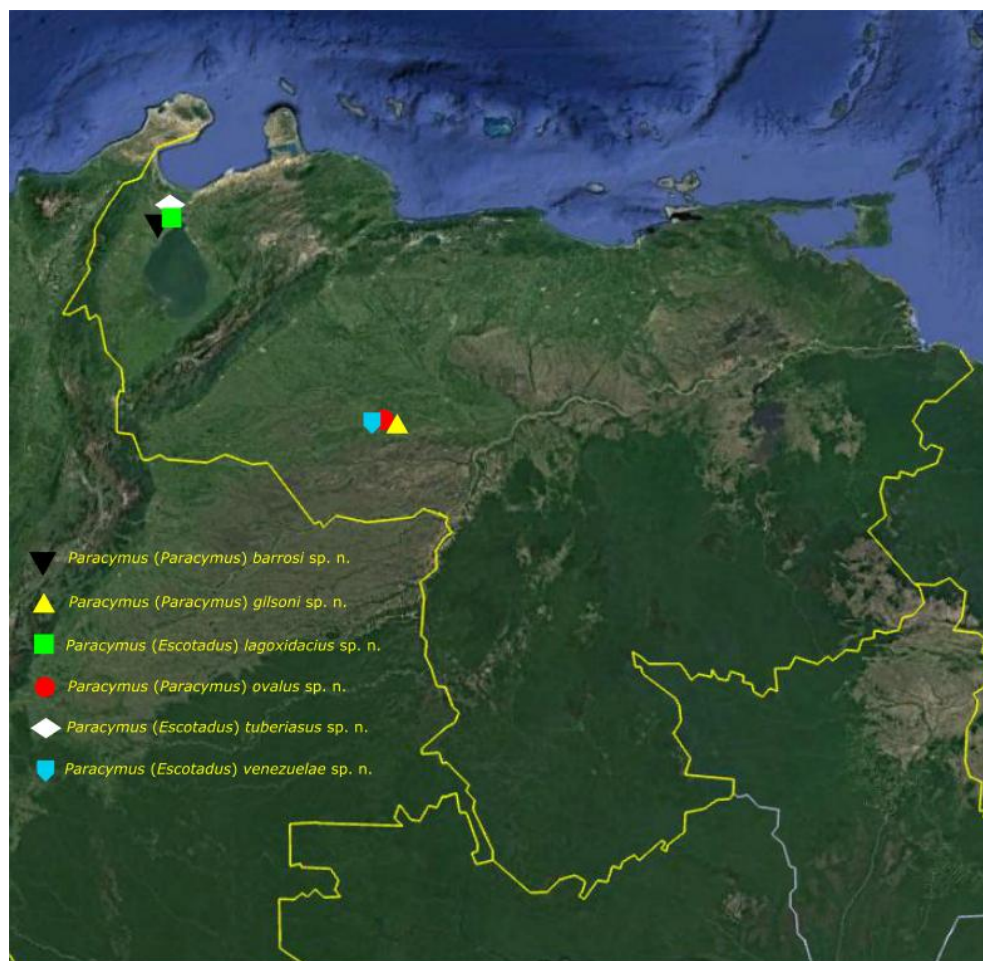 Paracymus (Paracymus) barrosi sp. n.
Paracymus (Paracymus) gilsoni sp. n.
Paracymus (Escotadus) lagoxidacius sp. n.
Paracymus (Paracymus) ovalus sp. n.
Paracymus (Escotadus) tuberiasus sp. n.
Paracymus (Escotadus) venezuelae sp. n.